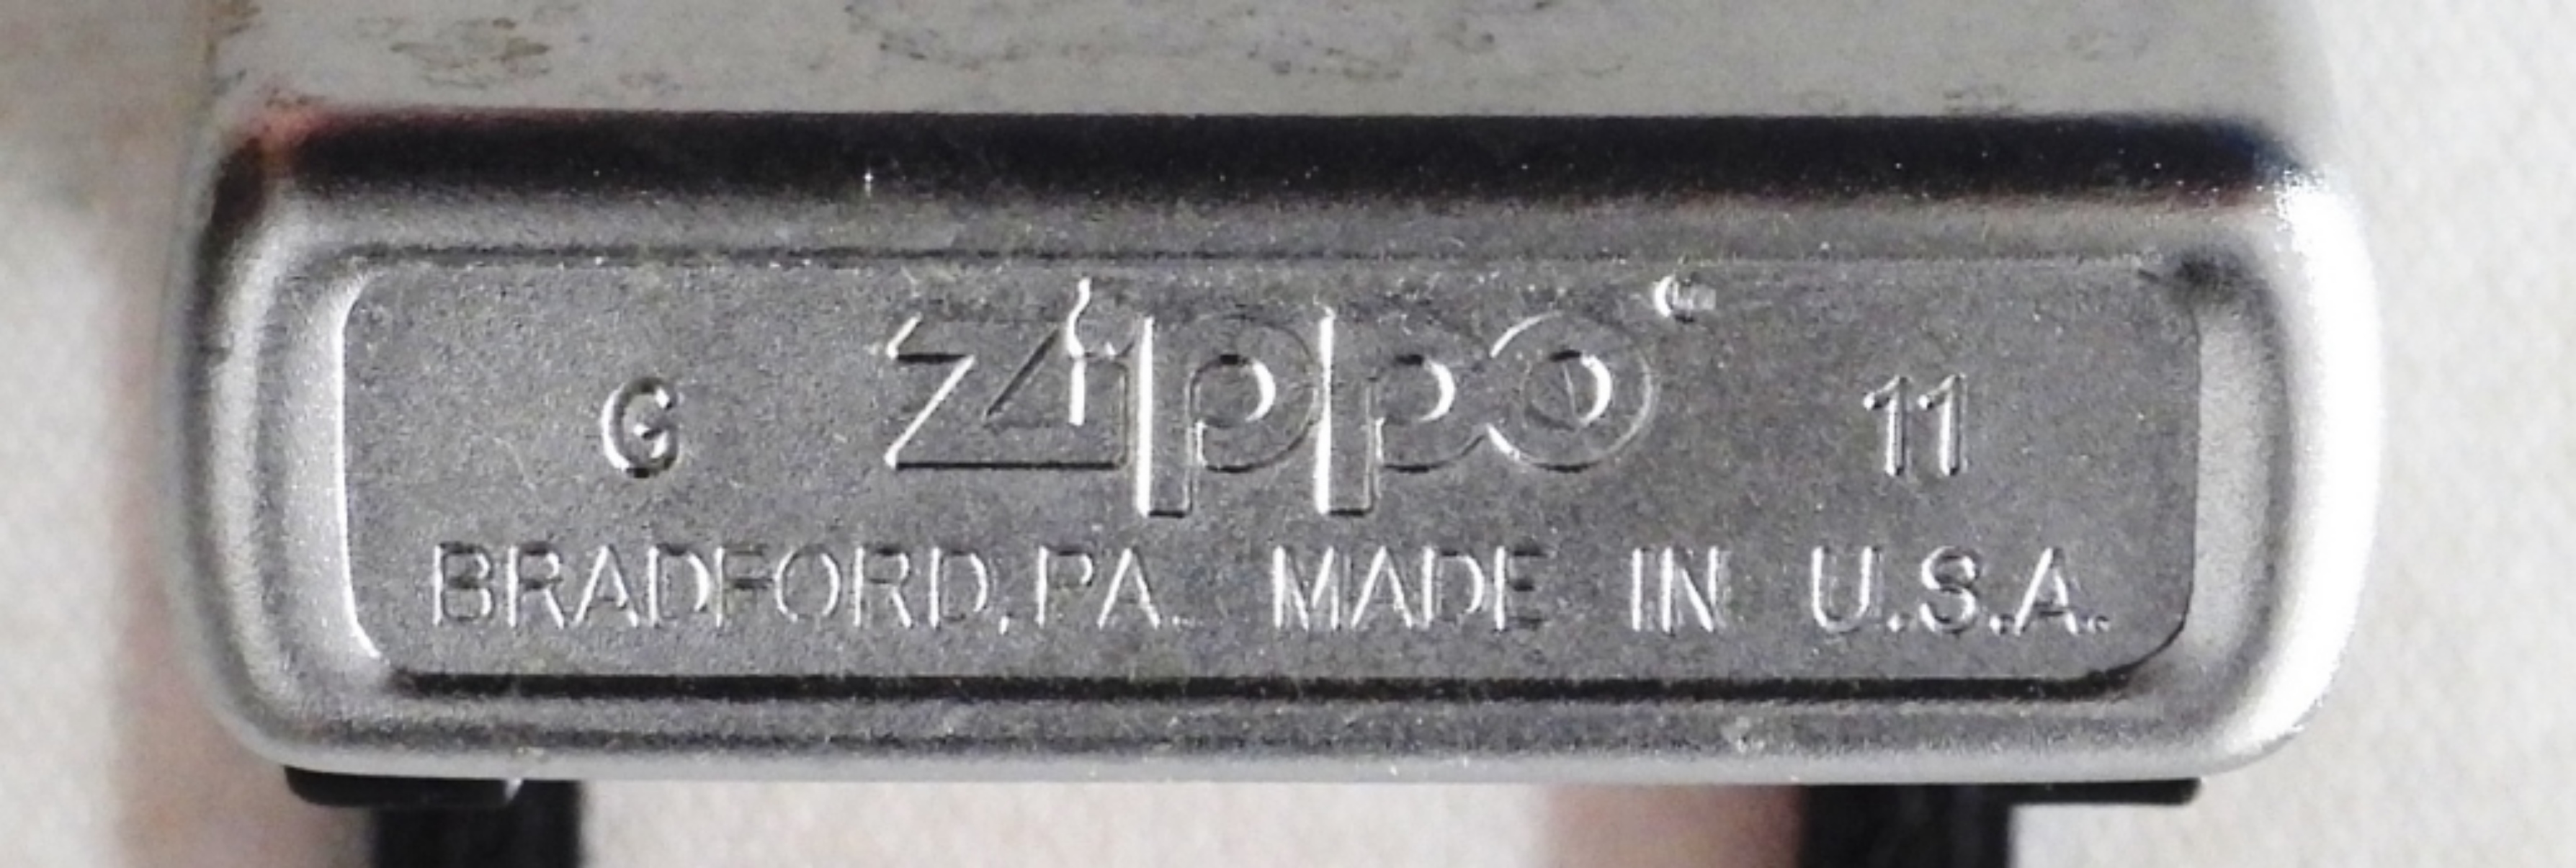 G Zippo 11
BRADFORD, PA. MADE IN U.S.A.